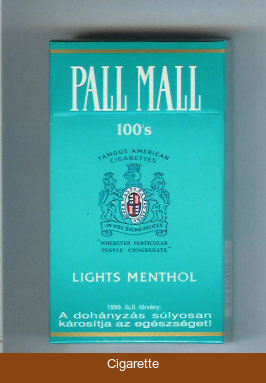 PALL MALL
100's
FAMOUS AMERICAN
CIGARETTES
IN HOC SIGNO VINCES
"WHEREVER PARTICULAR
PEOPLE CONGREGATE"
LIGHTS MENTHOL
1999. XLII. törvény:
A dohányzás súlyosan
károsítja az egészséget!
Cigarette